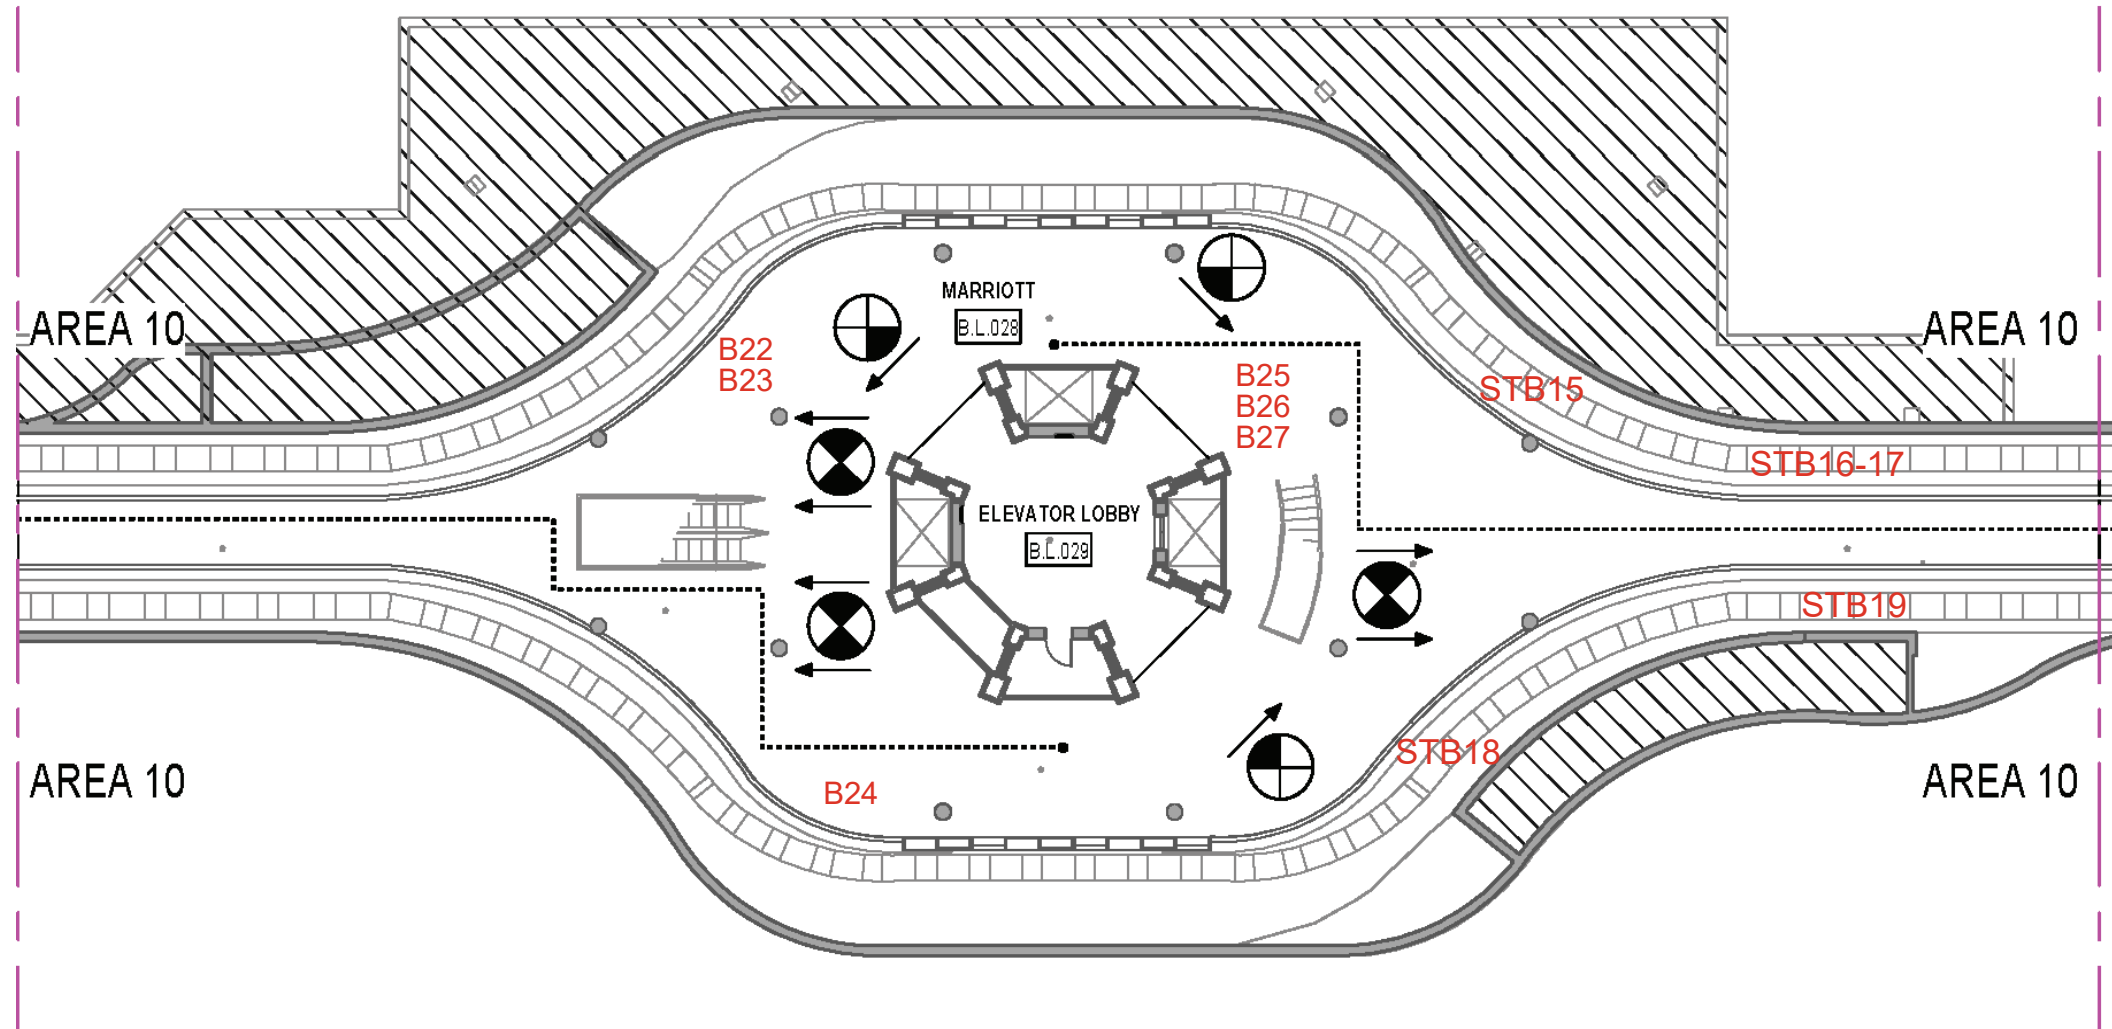 MARRIOTT
B.L.028
AREA 10
AREA 10
B22
B23
B25
B26
B27
STB15
STB16-17
ELEVATOR LOBBY
B.L.029
STB19
STB18
AREA 10
AREA 10
B24